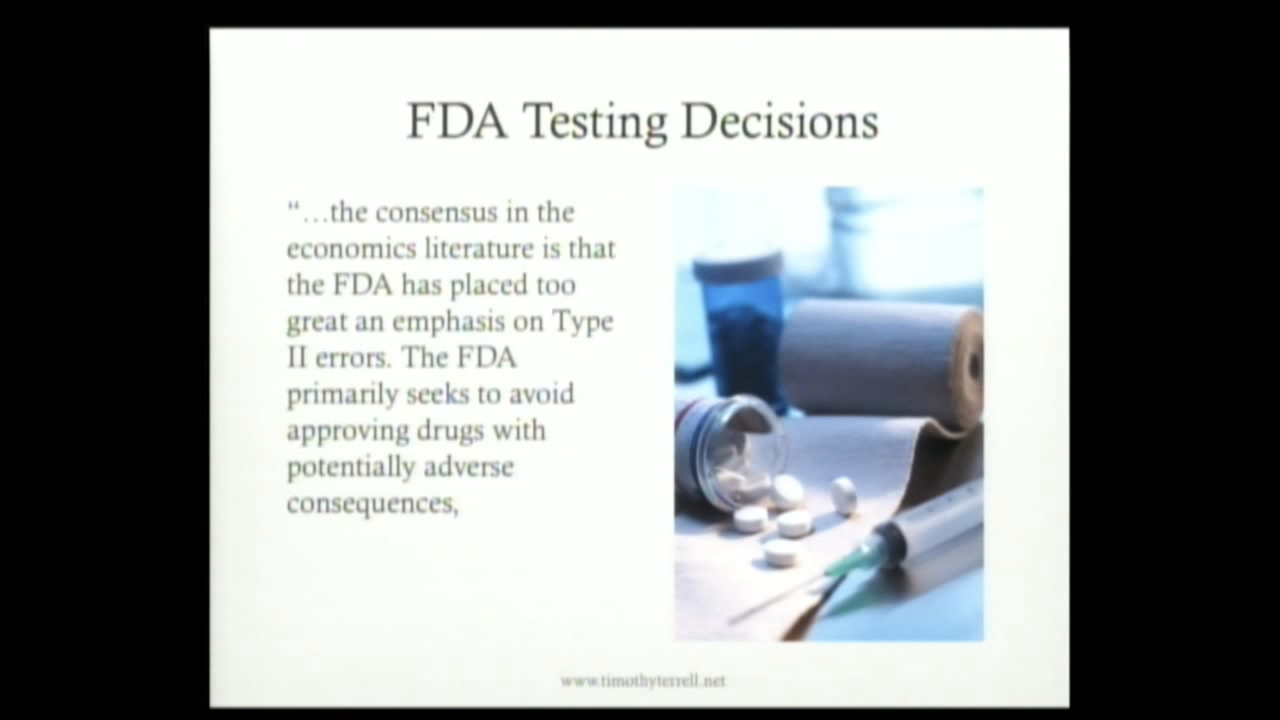 FDA Testing Decisions
“…the consensus in the
economics literature is that
the FDA has placed too
great an emphasis on Type
II errors. The FDA
primarily seeks to avoid
approving drugs with
potentially adverse
consequences,
www.timothyterrell.net